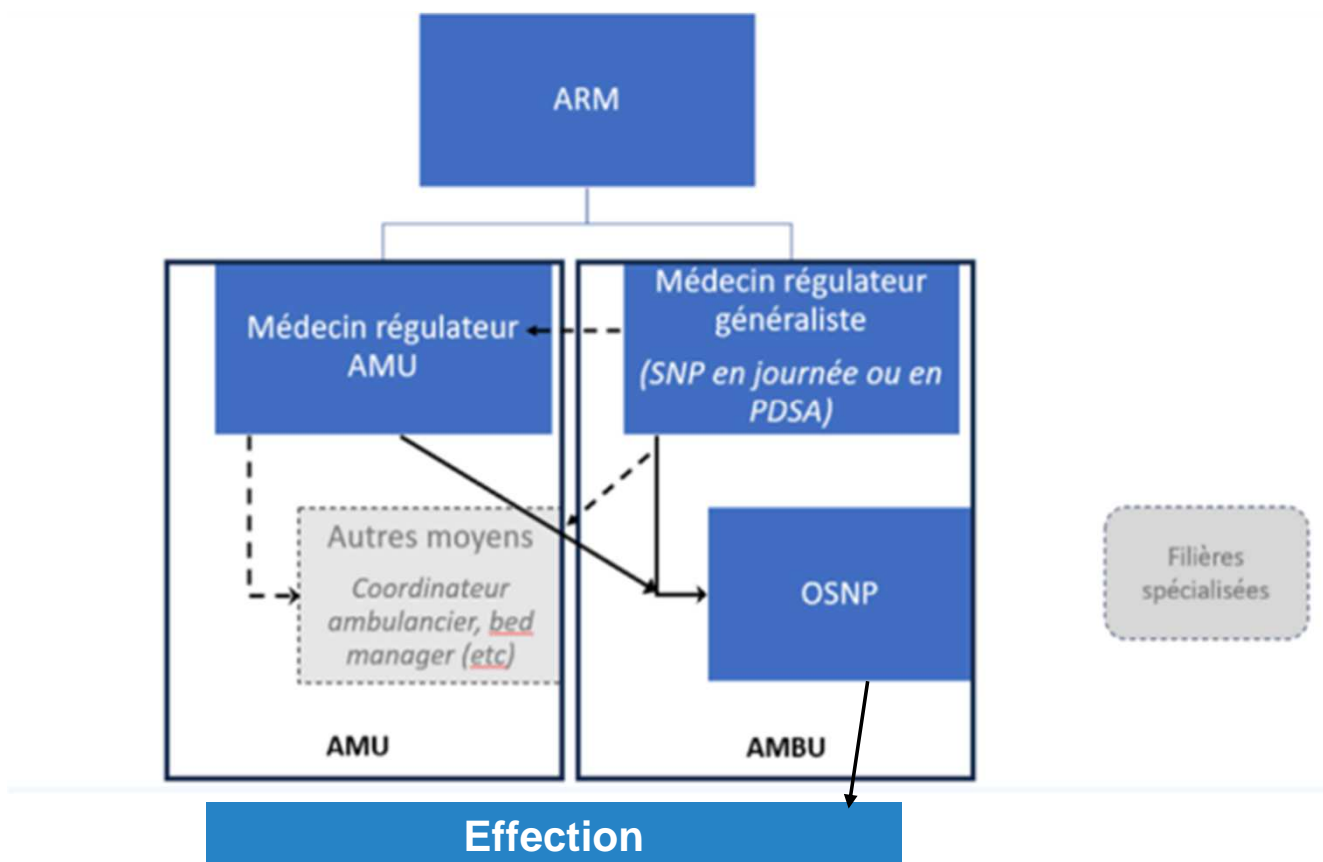 ARM
Médecin régulateur
AMU
Médecin régulateur
généraliste
(SNP en journée ou en
PDSA)
Autres moyens
Coordinateur
ambulancier, bed
manager (etc)
OSNP
Filières
spécialisées
AMU
AMBU
Effection